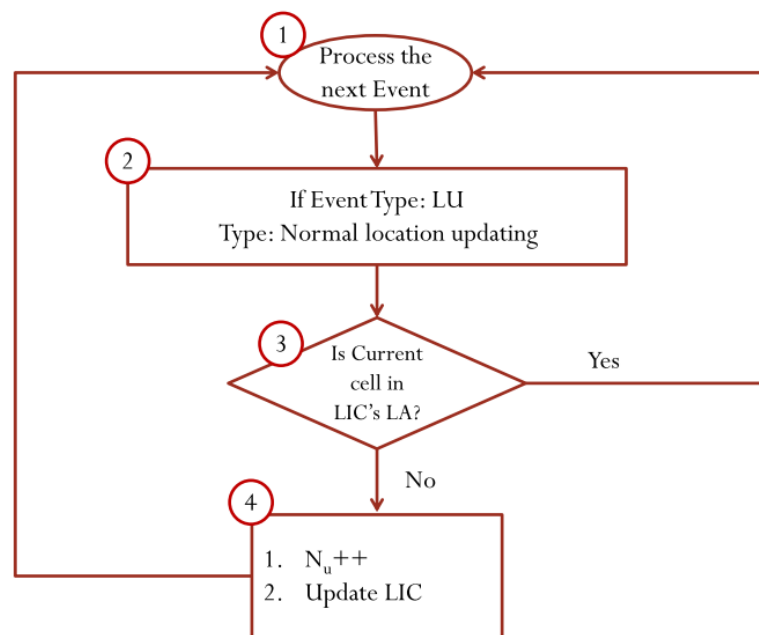 1
Process the
next Event
2
If Event Type: LU
Type: Normal location updating
3
Is Current
cell in
LIC's LA?
Yes
No
4
1. Nu++
2. Update LIC